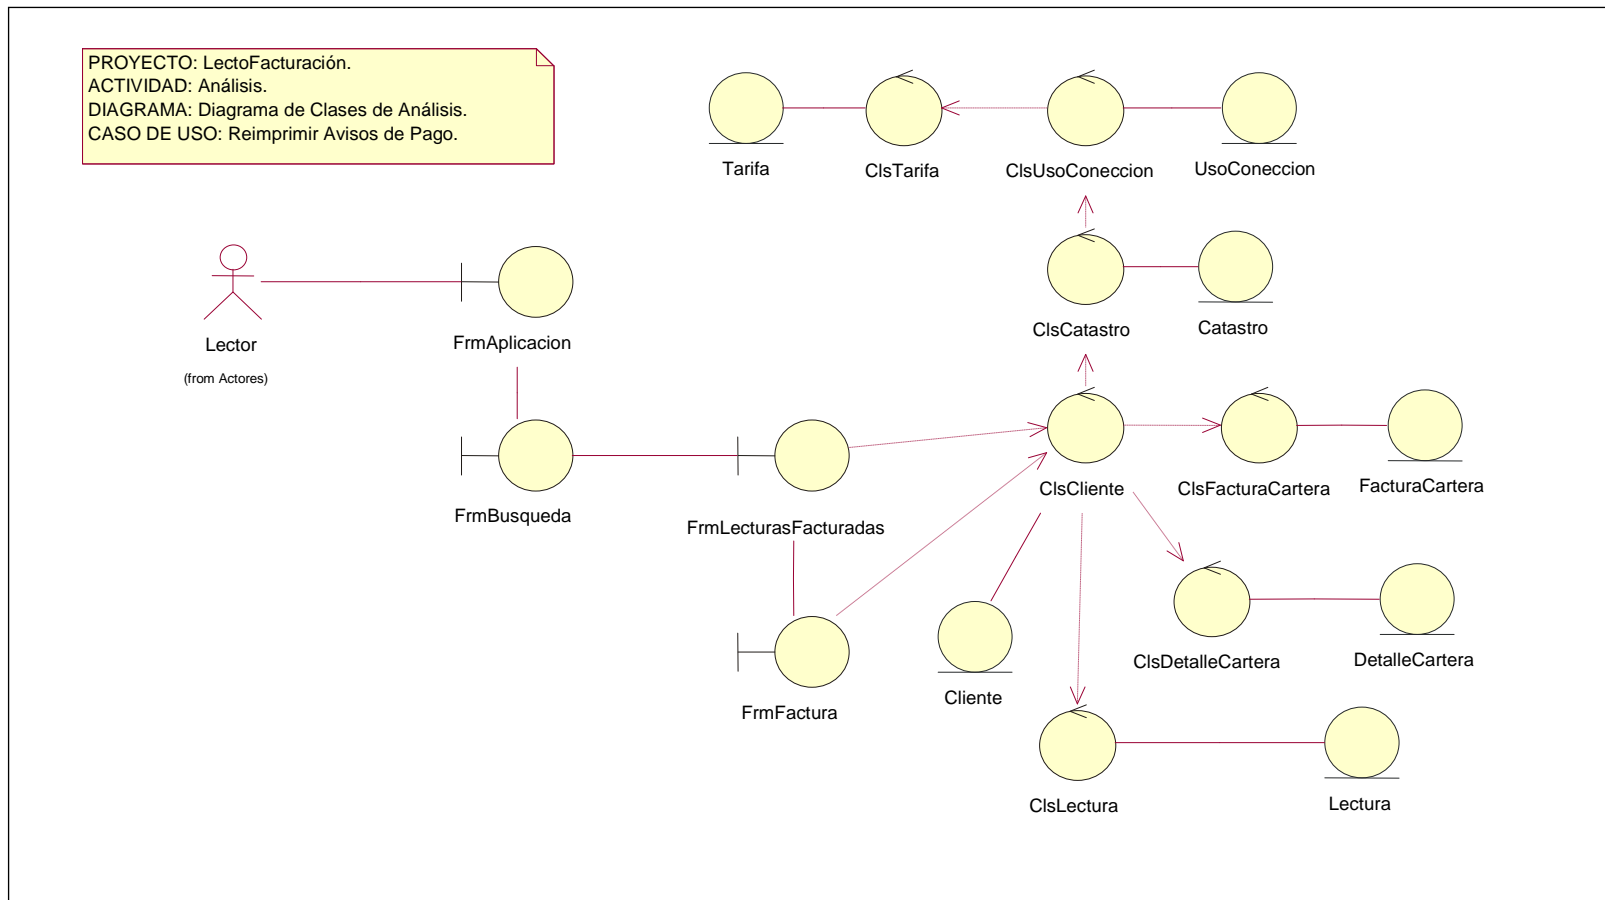 PROYECTO: LectoFacturación.
ACTIVIDAD: Análisis.
DIAGRAMA: Diagrama de Clases de Análisis.
CASO DE USO: Reimprimir Avisos de Pago.
Tarifa
ClsTarifa
ClsUsoConeccion
UsoConeccion
Lector
(from Actores)
FrmAplicacion
ClsCatastro
Catastro
FrmBusqueda
FrmLecturasFacturadas
ClsCliente
ClsFacturaCartera
FacturaCartera
FrmFactura
Cliente
ClsDetalleCartera
DetalleCartera
ClsLectura
Lectura